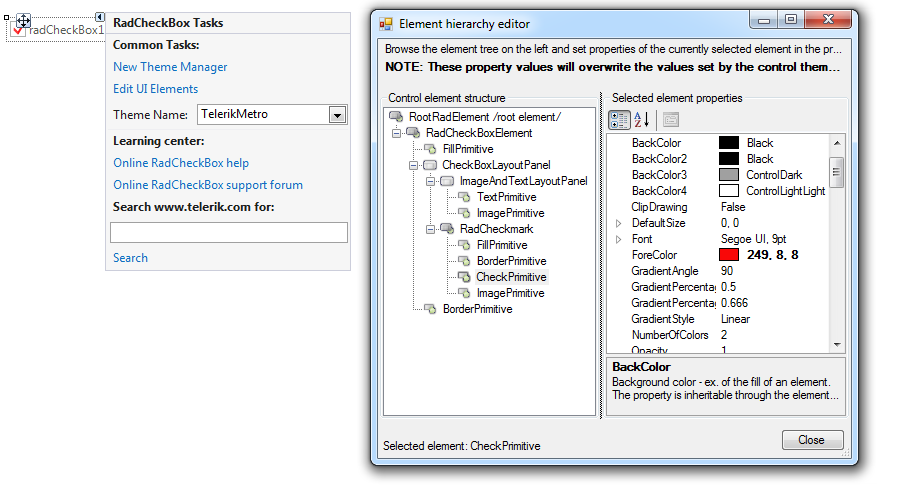 radCheckBox1
RadCheckBox Tasks
Common Tasks:
New Theme Manager
Edit UI Elements
Theme Name: TelerikMetro
Learning center:
Online RadCheckBox help
Online RadCheckBox support forum
Search www.telerik.com for:
Search
Element hierarchy editor
Browse the element tree on the left and set properties of the currently selected element in the pr...
NOTE: These property values will overwrite the values set by the control them...
Control element structure
RootRadElement /root element/
RadCheckBoxElement
FillPrimitive
CheckBoxLayoutPanel
ImageAndTextLayoutPanel
TextPrimitive
ImagePrimitive
RadCheckmark
FillPrimitive
BorderPrimitive
CheckPrimitive
ImagePrimitive
BorderPrimitive
Selected element properties
BackColor Black
BackColor2 Black
BackColor3 ControlDark
BackColor4 ControlLightLight
ClipDrawing False
DefaultSize 0, 0
Font Segoe UI, 9pt
ForeColor 249, 8, 8
GradientAngle 90
GradientPercenta 0.5
GradientPercenta 0.666
GradientStyle Linear
NumberOfColors 2
Opacity 1
BackColor
Background color - ex. of the fill of an element.
The property is inheritable through the element...
Selected element: CheckPrimitive
Close